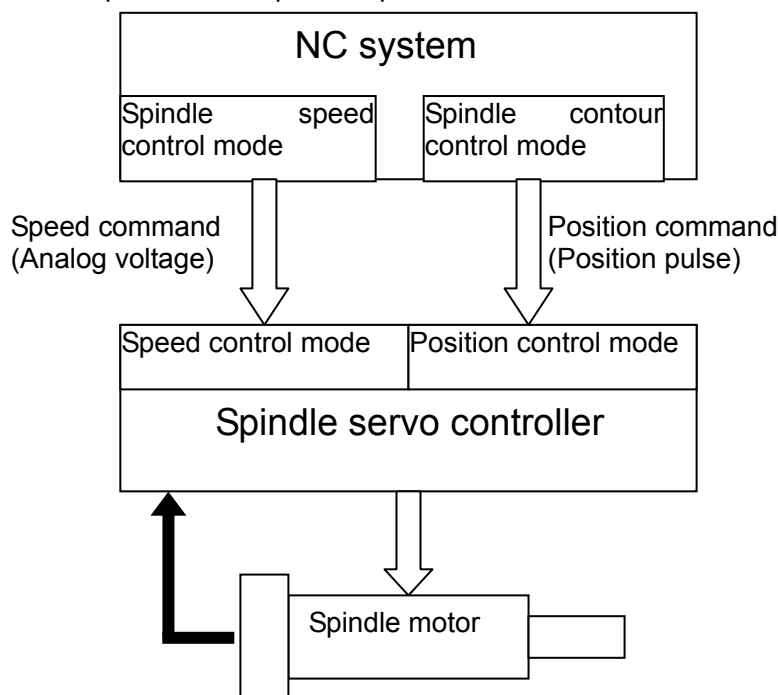 NC system
Spindle speed
control mode
Spindle contour
control mode
Speed command
(Analog voltage)
Position command
(Position pulse)
Speed control mode
Position control mode
Spindle servo controller
Spindle motor